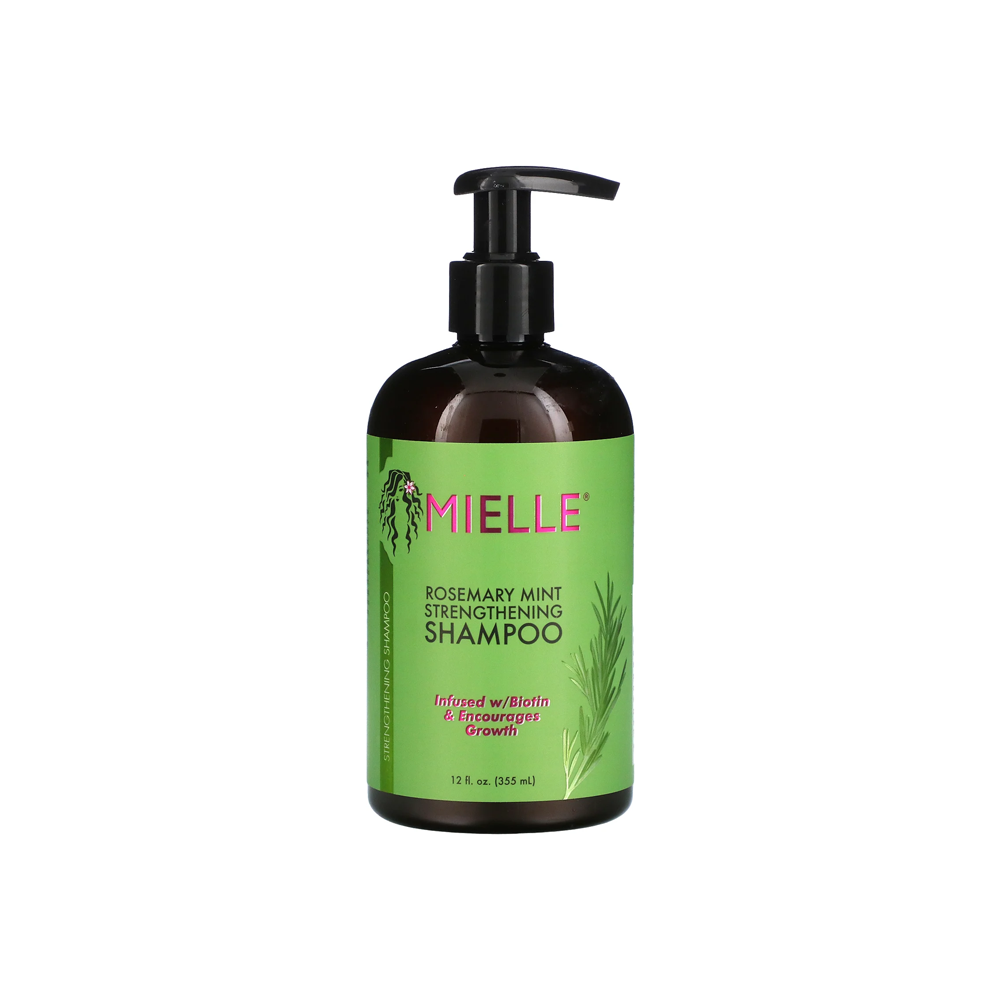 MIELLE®
ROSEMARY MINT
STRENGTHENING
SHAMPOO
Infused w/Biotin
& Encourages
Growth
12 fl. oz. (355 mL)
STRENGTHENING SHAMPOO